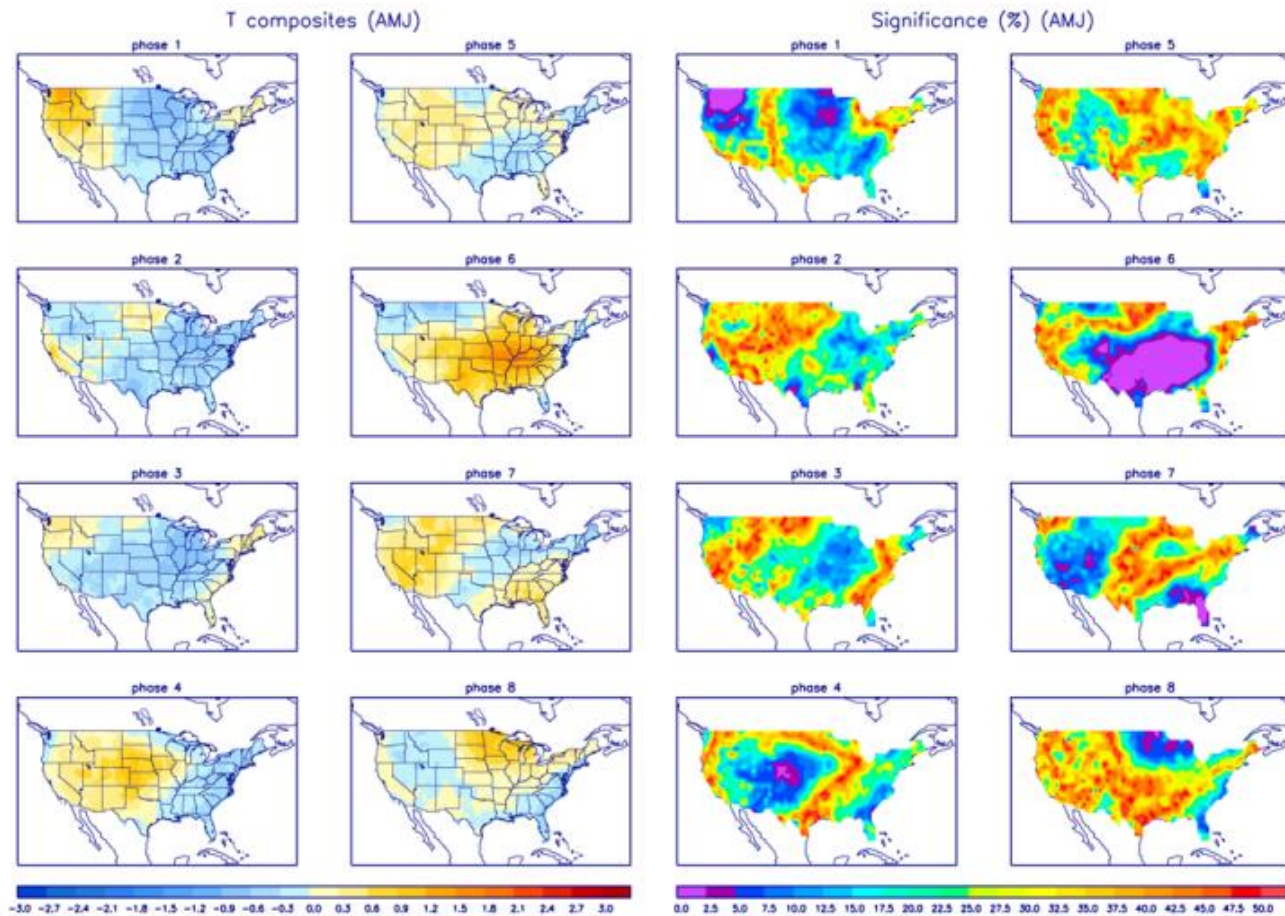 T composites (AMJ) Significance (%) (AMJ)
phase 1 phase 5 phase 1 phase 5
phase 2 phase 6 phase 2 phase 6
phase 3 phase 7 phase 3 phase 7
phase 4 phase 8 phase 4 phase 8
-3.0 -2.7 -2.4 -2.1 -1.8 -1.5 -1.2 -0.9 -0.6 -0.3 0.0 0.3 0.6 0.9 1.2 1.5 1.8 2.1 2.4 2.7 3.0 0.0 2.5 5.0 7.5 10.0 12.5 15.0 17.5 20.0 22.5 25.0 27.5 30.0 32.5 35.0 37.5 40.0 42.5 45.0 47.5 50.0